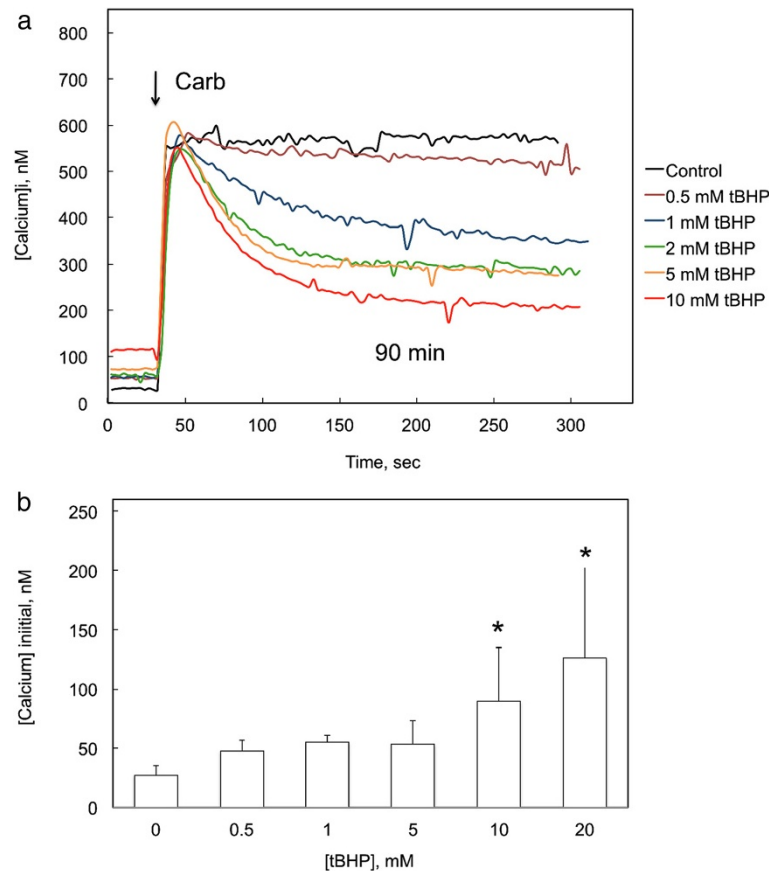 a
800
700
600
500
400
300
200
100
0
[Calcium]i, nM
Carb
90 min
0 50 100 150 200 250 300
Time, sec
Control
0.5 mM tBHP
1 mM tBHP
2 mM tBHP
5 mM tBHP
10 mM tBHP
b
250
200
150
100
50
0
[Calcium] iniitial, nM
*
*
0 0.5 1 5 10 20
[tBHP], mM